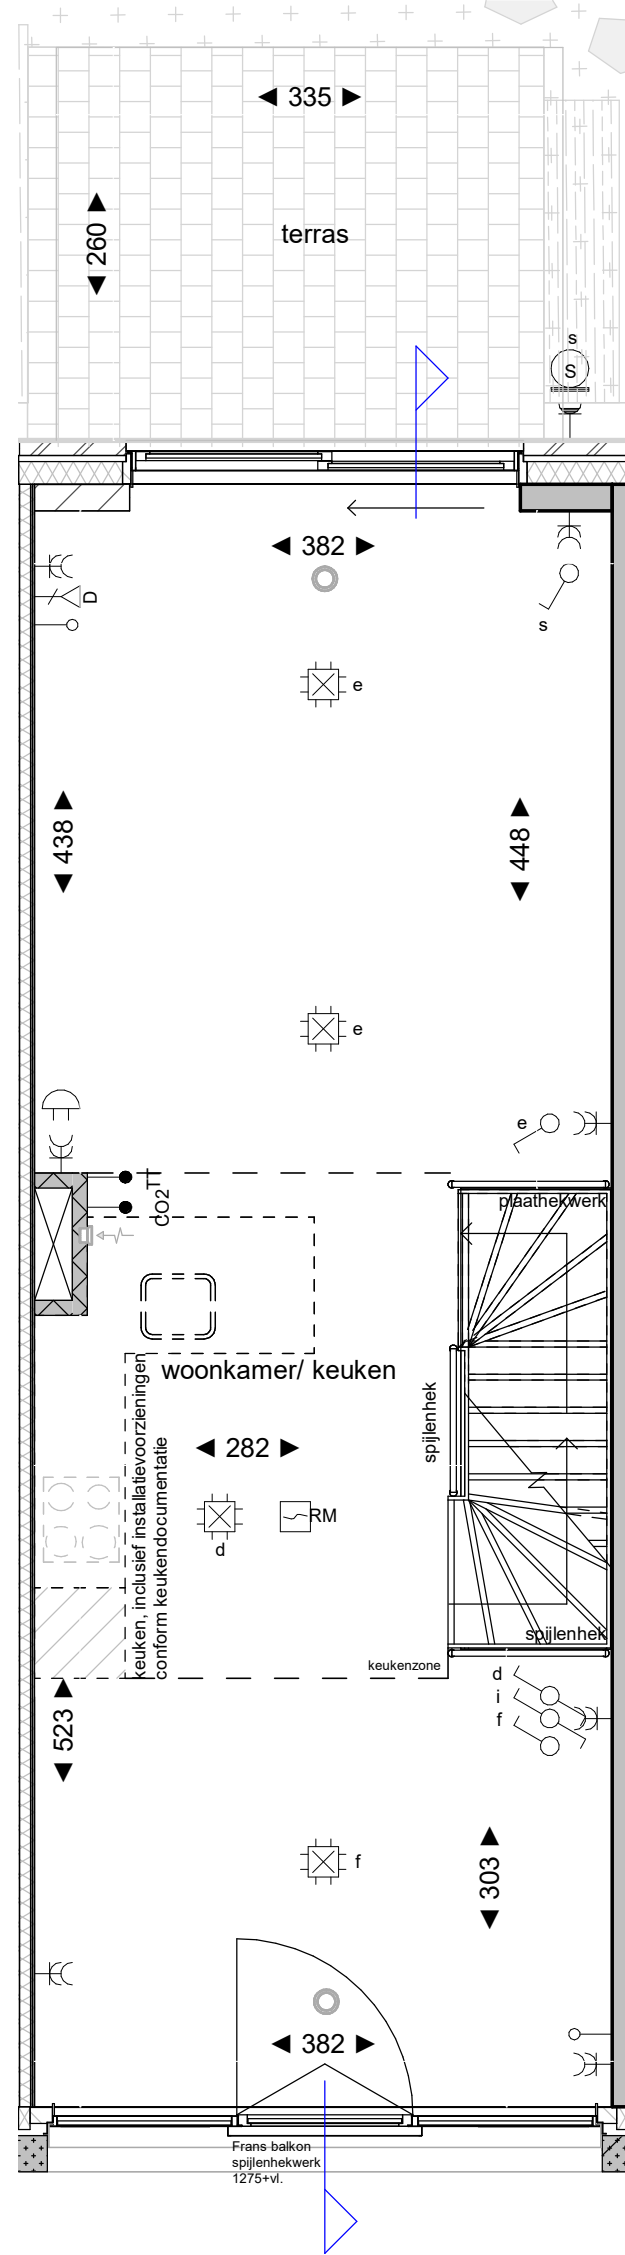 335
260
terras
s
S
382
D
s
e
438
448
e
e
TT
CO2
plaathekwerk
woonkamer/ keuken
keuken, inclusief installatievoorzieningen
conform keukendocumentatie
spijlenhek
282
RM
d
spijlenhek
keukenzone
d
i
f
523
f
303
382
Frans balkon
spijlenhekwerk
1275+vl.